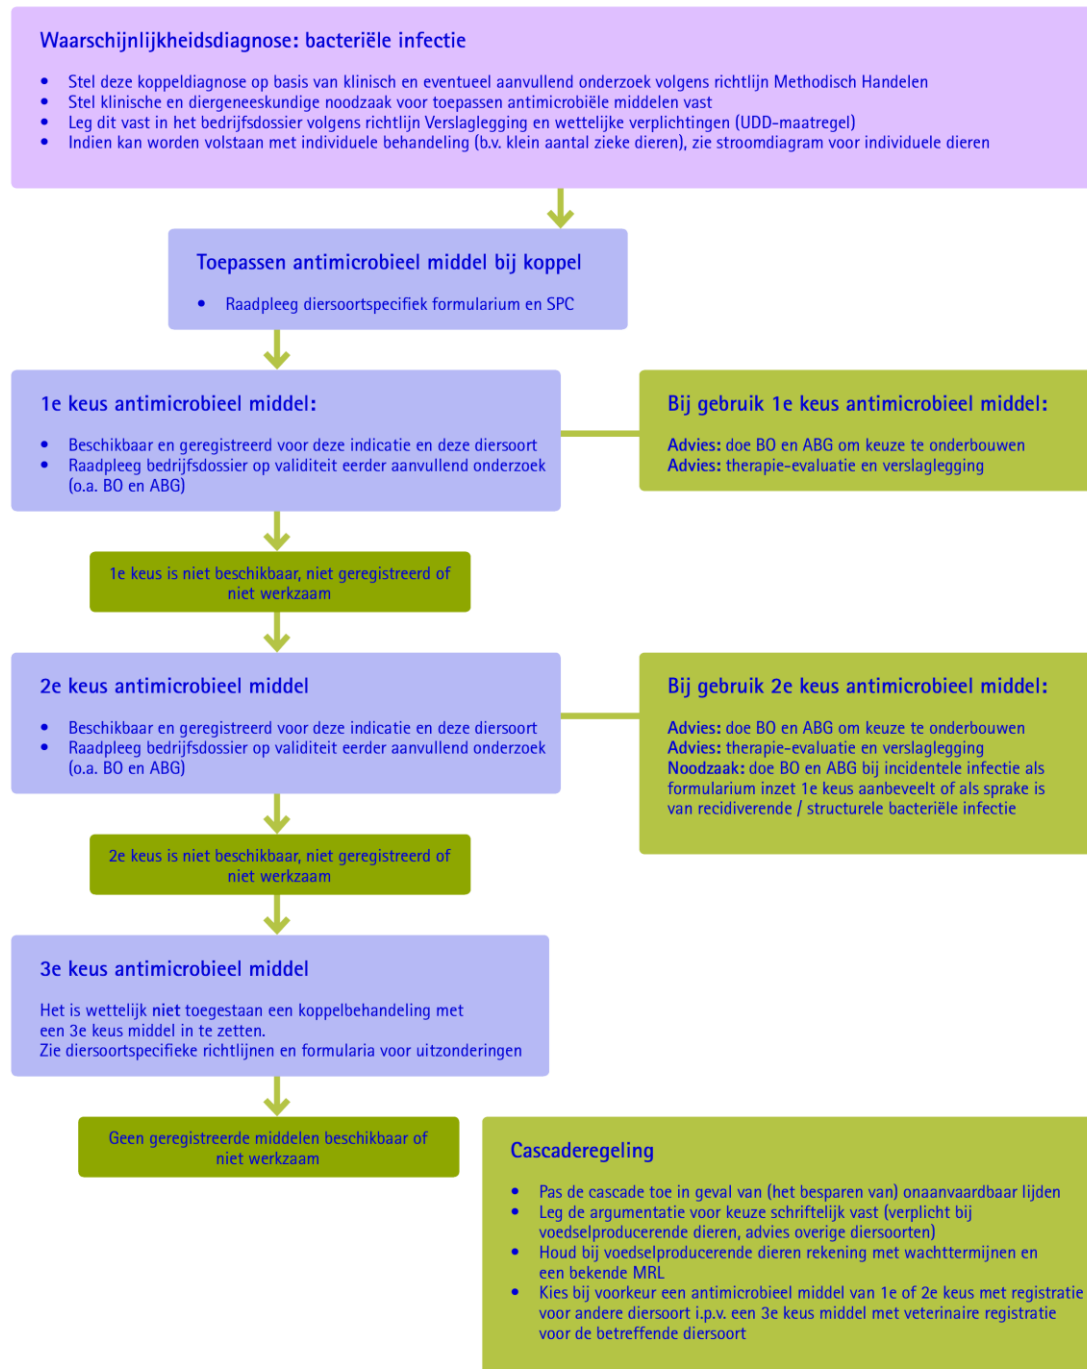 Waarschijnlijkheidsdiagnose: bacteriële infectie
• Stel deze koppeldiagnose op basis van klinisch en eventueel aanvullend onderzoek volgens richtlijn Methodisch Handelen
• Stel klinische en diergeneeskundige noodzaak voor toepassen antimicrobiële middelen vast
• Leg dit vast in het bedrijfsdossier volgens richtlijn Verslaglegging en wettelijke verplichtingen (UDD-maatregel)
• Indien kan worden volstaan met individuele behandeling (b.v. klein aantal zieke dieren), zie stroomdiagram voor individuele dieren
Toepassen antimicrobieel middel bij koppel
• Raadpleeg diersoortspecifiek formularium en SPC
1e keus antimicrobieel middel:
• Beschikbaar en geregistreerd voor deze indicatie en deze diersoort
• Raadpleeg bedrijfsdossier op validiteit eerder aanvullend onderzoek
(o.a. BO en ABG)
Bij gebruik 1e keus antimicrobieel middel:
Advies: doe BO en ABG om keuze te onderbouwen
Advies: therapie-evaluatie en verslaglegging
1e keus is niet beschikbaar, niet geregistreerd of
niet werkzaam
2e keus antimicrobieel middel
• Beschikbaar en geregistreerd voor deze indicatie en deze diersoort
• Raadpleeg bedrijfsdossier op validiteit eerder aanvullend onderzoek
(o.a. BO en ABG)
Bij gebruik 2e keus antimicrobieel middel:
Advies: doe BO en ABG om keuze te onderbouwen
Advies: therapie-evaluatie en verslaglegging
Noodzaak: doe BO en ABG bij incidentele infectie als
formularium inzet 1e keus aanbeveelt of als sprake is
van recidiverende / structurele bacteriële infectie
2e keus is niet beschikbaar, niet geregistreerd of
niet werkzaam
3e keus antimicrobieel middel
Het is wettelijk niet toegestaan een koppelbehandeling met
een 3e keus middel in te zetten.
Zie diersoortspecifieke richtlijnen en formularia voor uitzonderingen
Geen geregistreerde middelen beschikbaar of
niet werkzaam
Cascaderegeling
• Pas de cascade toe in geval van (het besparen van) onaanvaardbaar lijden
• Leg de argumentatie voor keuze schriftelijk vast (verplicht bij
voedselproducerende dieren, advies overige diersoorten)
• Houd bij voedselproducerende dieren rekening met wachttermijnen en
een bekende MRL
• Kies bij voorkeur een antimicrobieel middel van 1e of 2e keus met registratie
voor andere diersoort i.p.v. een 3e keus middel met veterinaire registratie
voor de betreffende diersoort